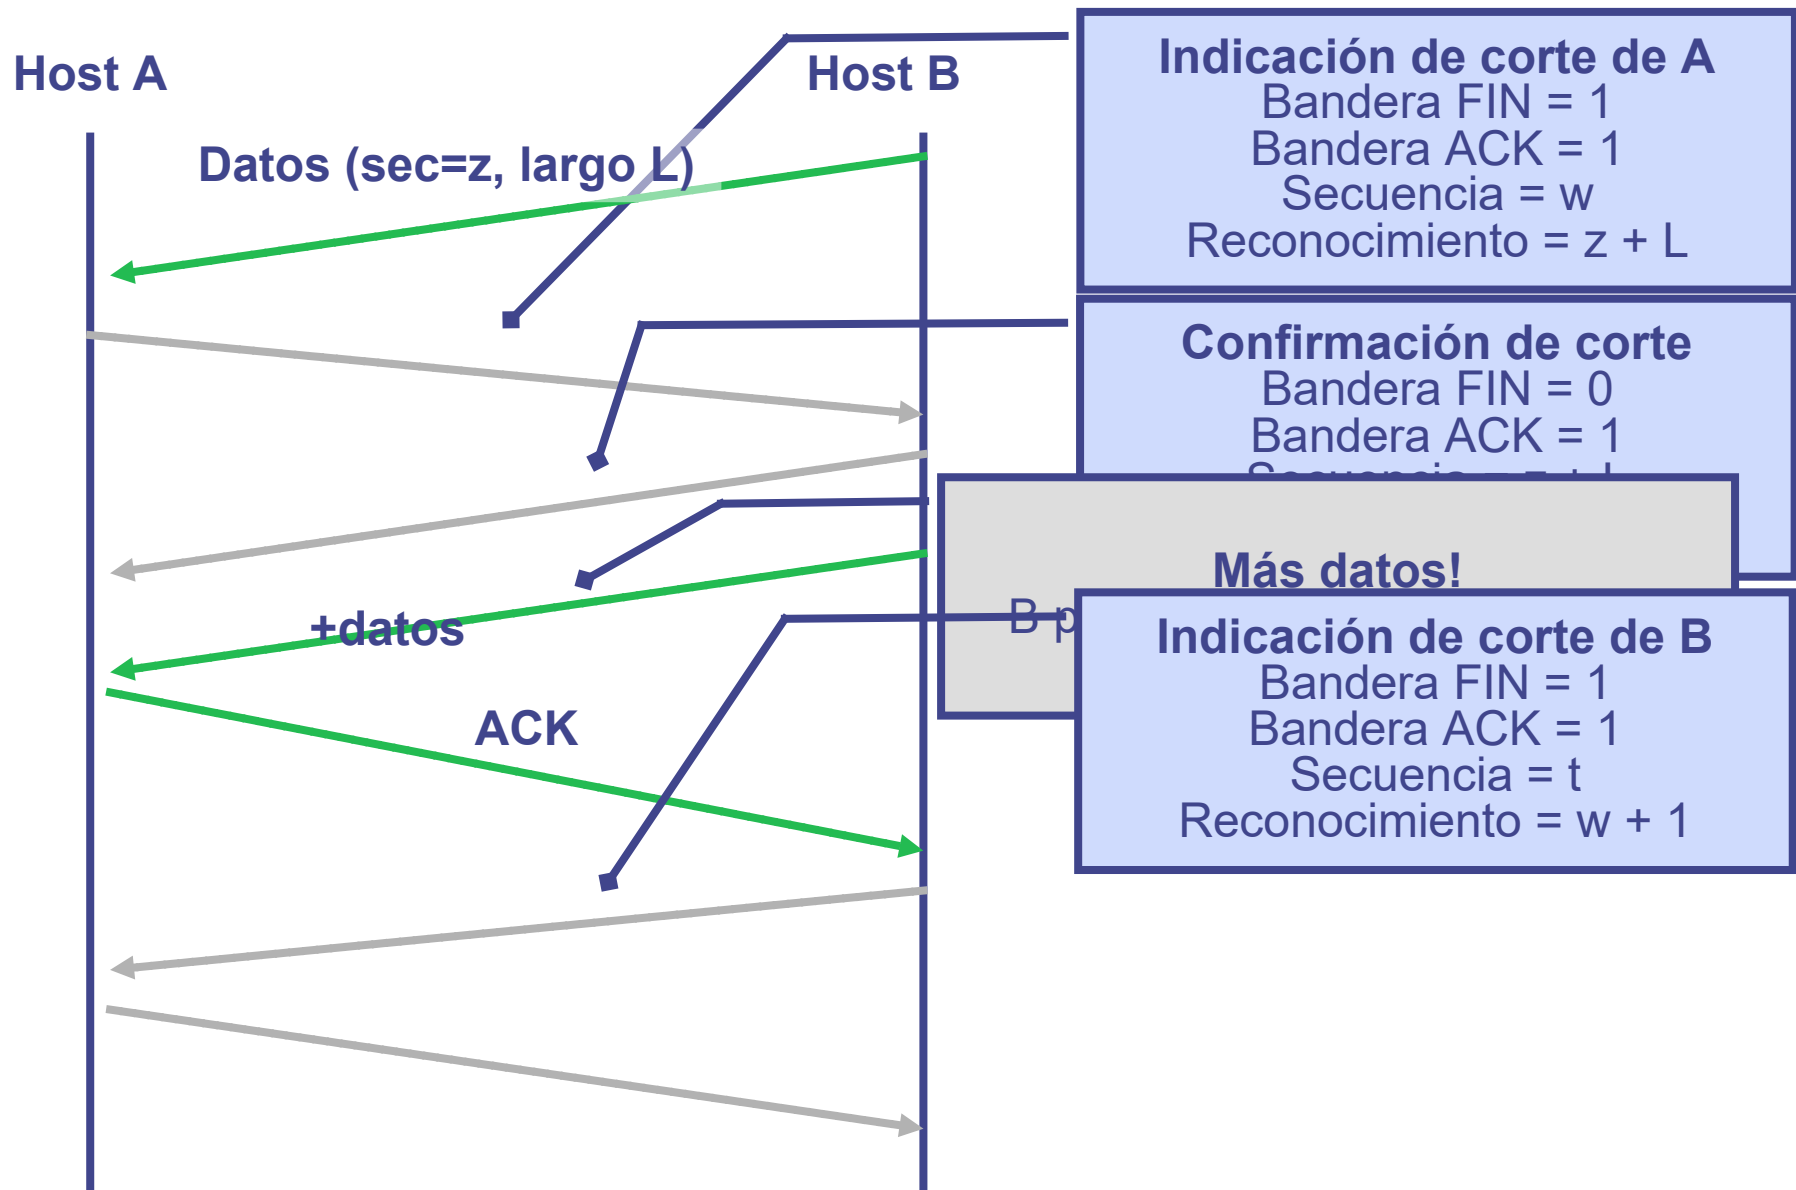 Host A
Host B
Datos (sec=z, largo L)
+datos
ACK
Indicación de corte de A
Bandera FIN = 1
Bandera ACK = 1
Secuencia = w
Reconocimiento = z + L
Confirmación de corte
Bandera FIN = 0
Bandera ACK = 1
Secuencia = z + L
Más datos!
B p
Indicación de corte de B
Bandera FIN = 1
Bandera ACK = 1
Secuencia = t
Reconocimiento = w + 1